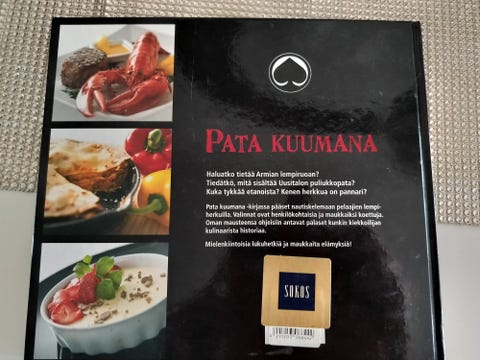 PATA KUUMANA
Haluatko tietää Armian lempiruoan?
Tiedätkö, mitä sisältää Uusitalon puliukkopata?
Kuka tykkää etanoista? Kenen herkkua on pannari?
Pata kuumana -kirjassa pääset nautiskelemaan pelaajien lempi-
herkuilla. Valinnat ovat henkilökohtaisia ja maukkaiksi koettuja.
Oman mausteensa ohjeisiin antavat palaset kunkin kiekkoilijan
kulinaarista historiaa.
Mielenkiintoisia lukuhetkiä ja maukkaita elämyksiä!
SOKOS